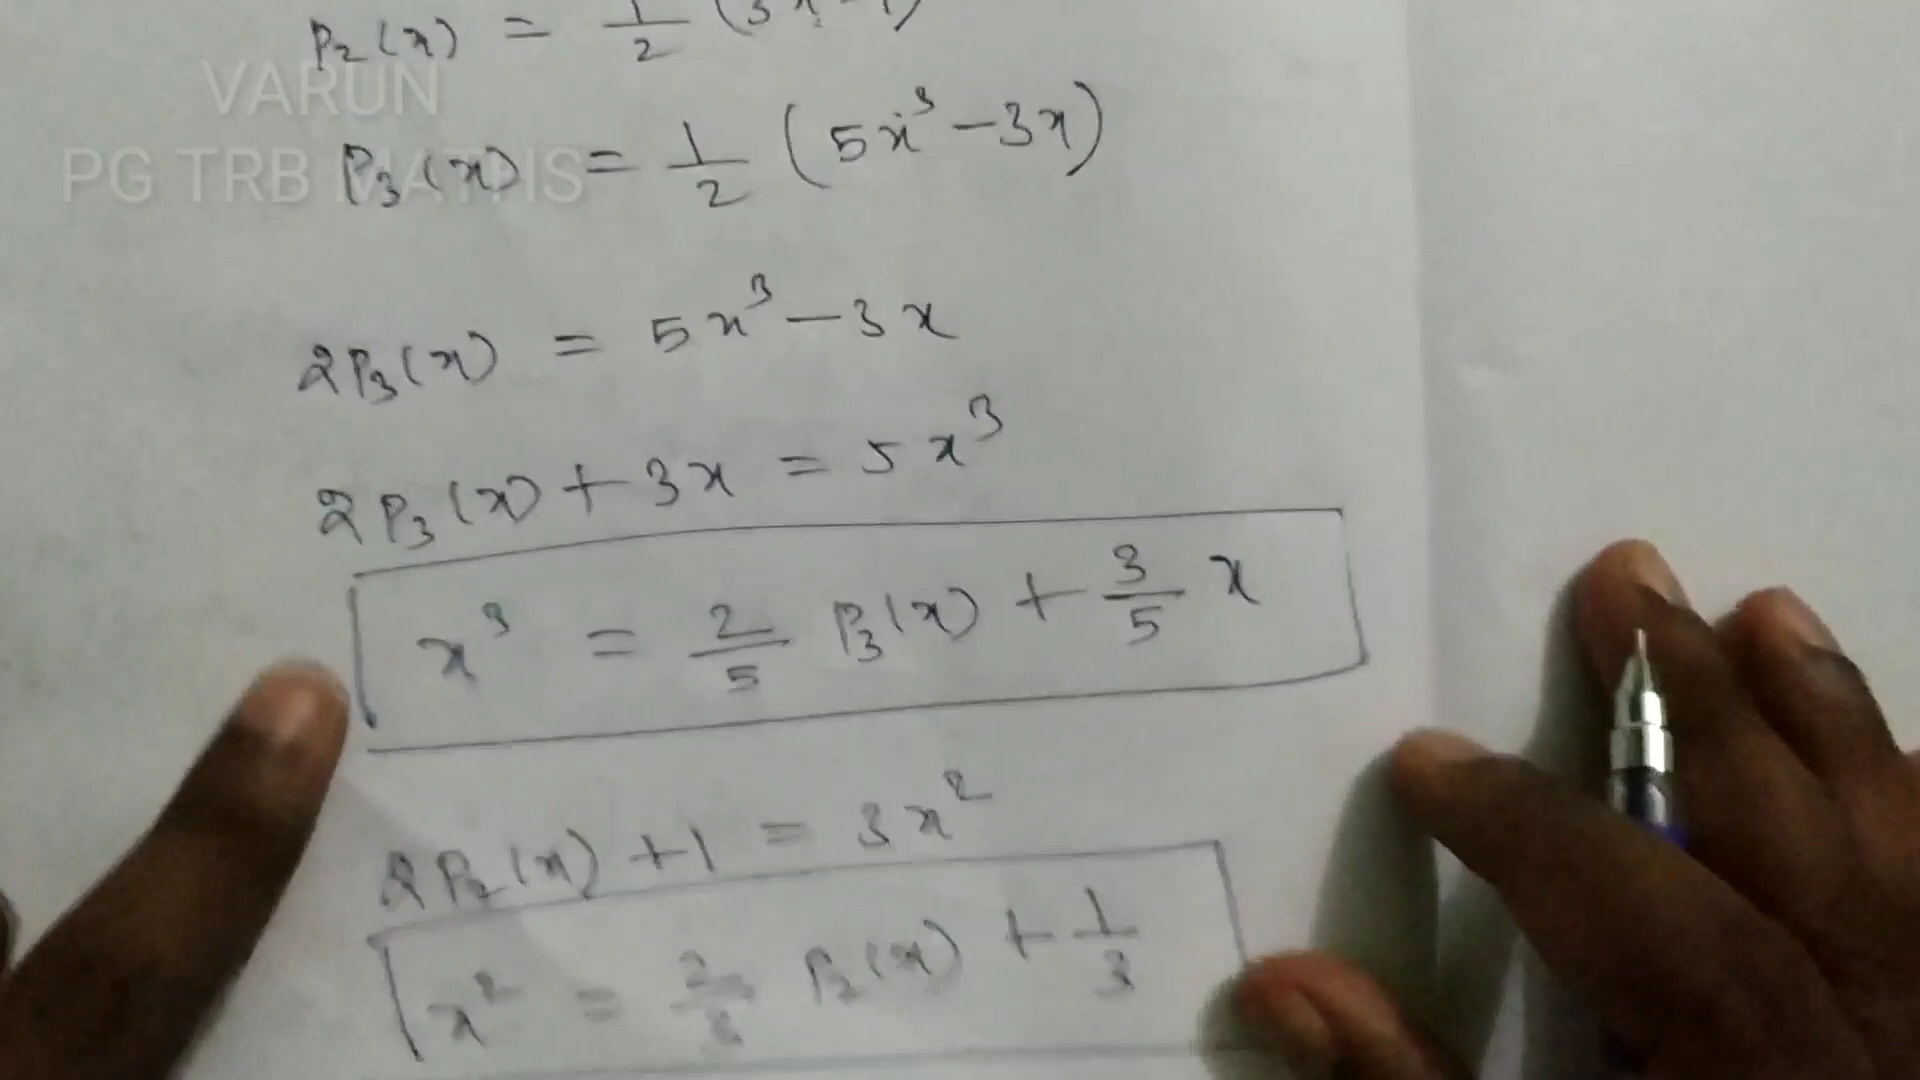 P₂(x) = 1/2 (3x²-1)
VARUN
PG TRB MATHS
P₃(x) = 1/2 (5x³ - 3x)
2P₃(x) = 5x³ - 3x
2P₃(x) + 3x = 5x³
x³ = 2/5 P₃(x) + 3/5 x
2P₂(x) + 1 = 3x²
x² = 2/3 P₂(x) + 1/3